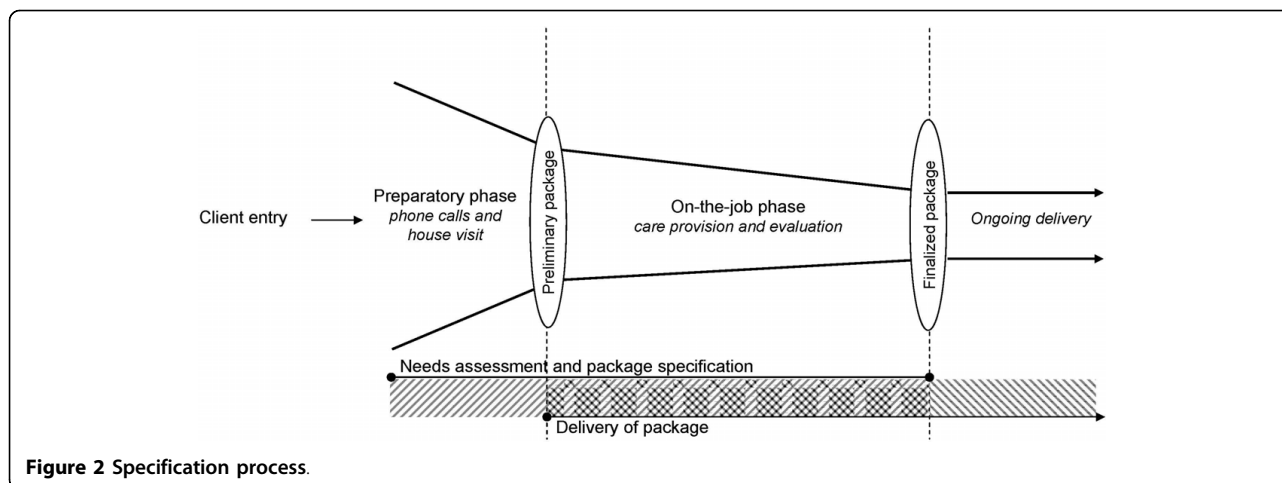 Client entry
Preparatory phase
phone calls and
house visit
Preliminary package
On-the-job phase
care provision and evaluation
Finalized package
Ongoing delivery
Needs assessment and package specification
Delivery of package
Figure 2 Specification process.